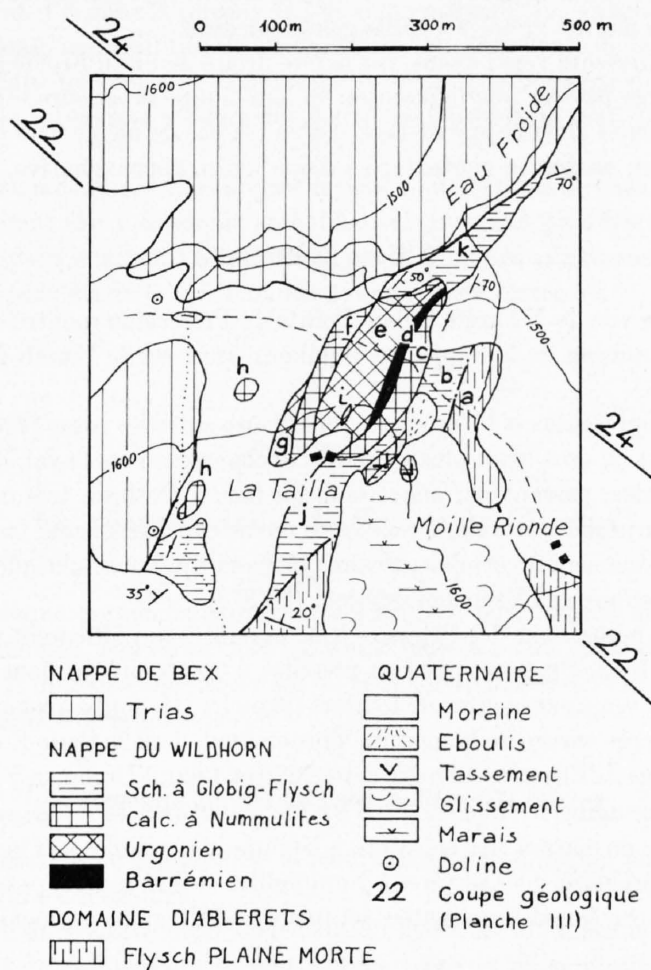 0 100m 300m 500 m
24
22
1600
1500
Eau Froide
70°
k
50°
70
f
e
d
c
1500
h
b
a
i
g
24
1600
h
La Tailla
j
Moille Rionde
1600
35°
20°
22
NAPPE DE BEX
Trias
NAPPE DU WILDHORN
Sch. à Globig-Flysch
Calc. à Nummulites
Urgonien
Barrémien
DOMAINE DIABLERETS
Flysch PLAINE MORTE
QUATERNAIRE
Moraine
Eboulis
Tassement
Glissement
Marais
Doline
22 Coupe géologique
(Planche III)